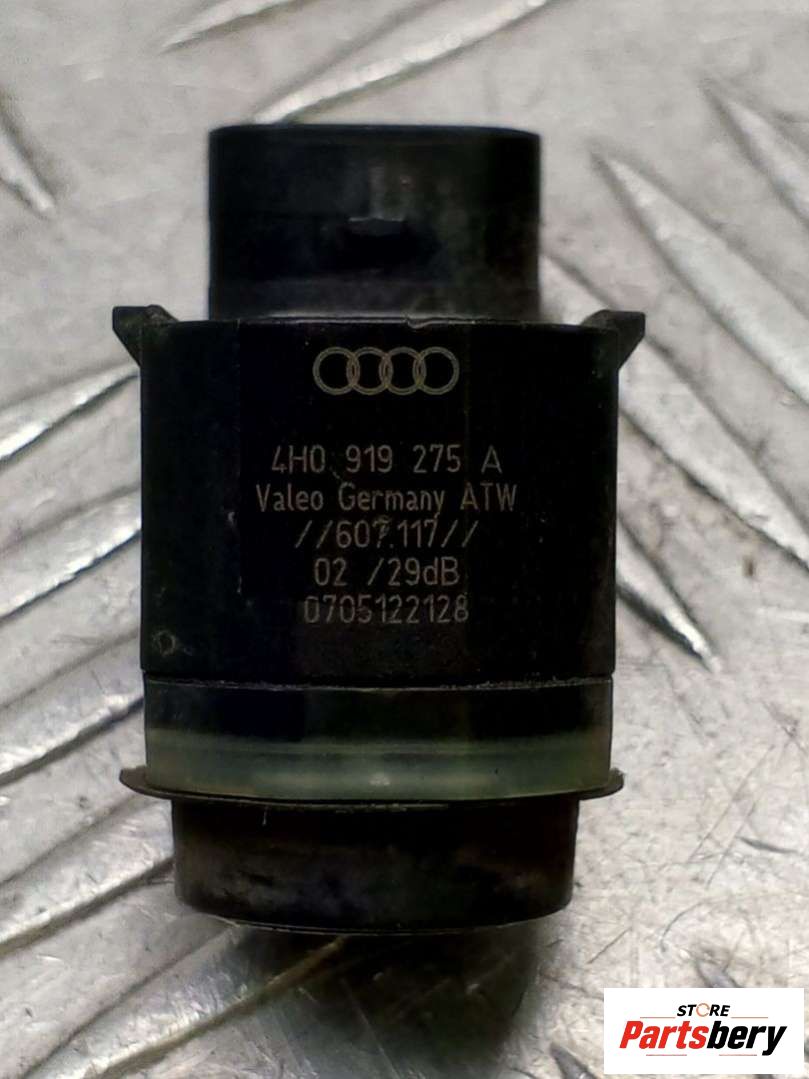 4H0 919 275 A
Valeo Germany ATW
//607.117//
02 /29dB
0705122128
STORE
Partsbery